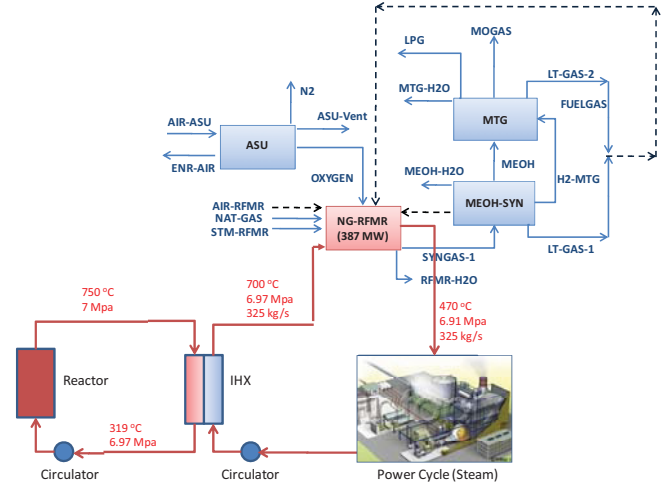 MOGAS
LPG
LT-GAS-2
N2
MTG-H2O
FUELGAS
ASU-Vent
AIR-ASU
MTG
ASU
ENR-AIR
OXYGEN
MEOH-H2O
MEOH
H2-MTG
AIR-RFMR
NAT-GAS
STM-RFMR
NG-RFMR
(387 MW)
MEOH-SYN
SYNGAS-1
LT-GAS-1
RFMR-H2O
750 °C
7 Mpa
700 °C
6.97 Mpa
325 kg/s
470 °C
6.91 Mpa
325 kg/s
Reactor
IHX
319 °C
6.97 Mpa
Circulator
Circulator
Power Cycle (Steam)